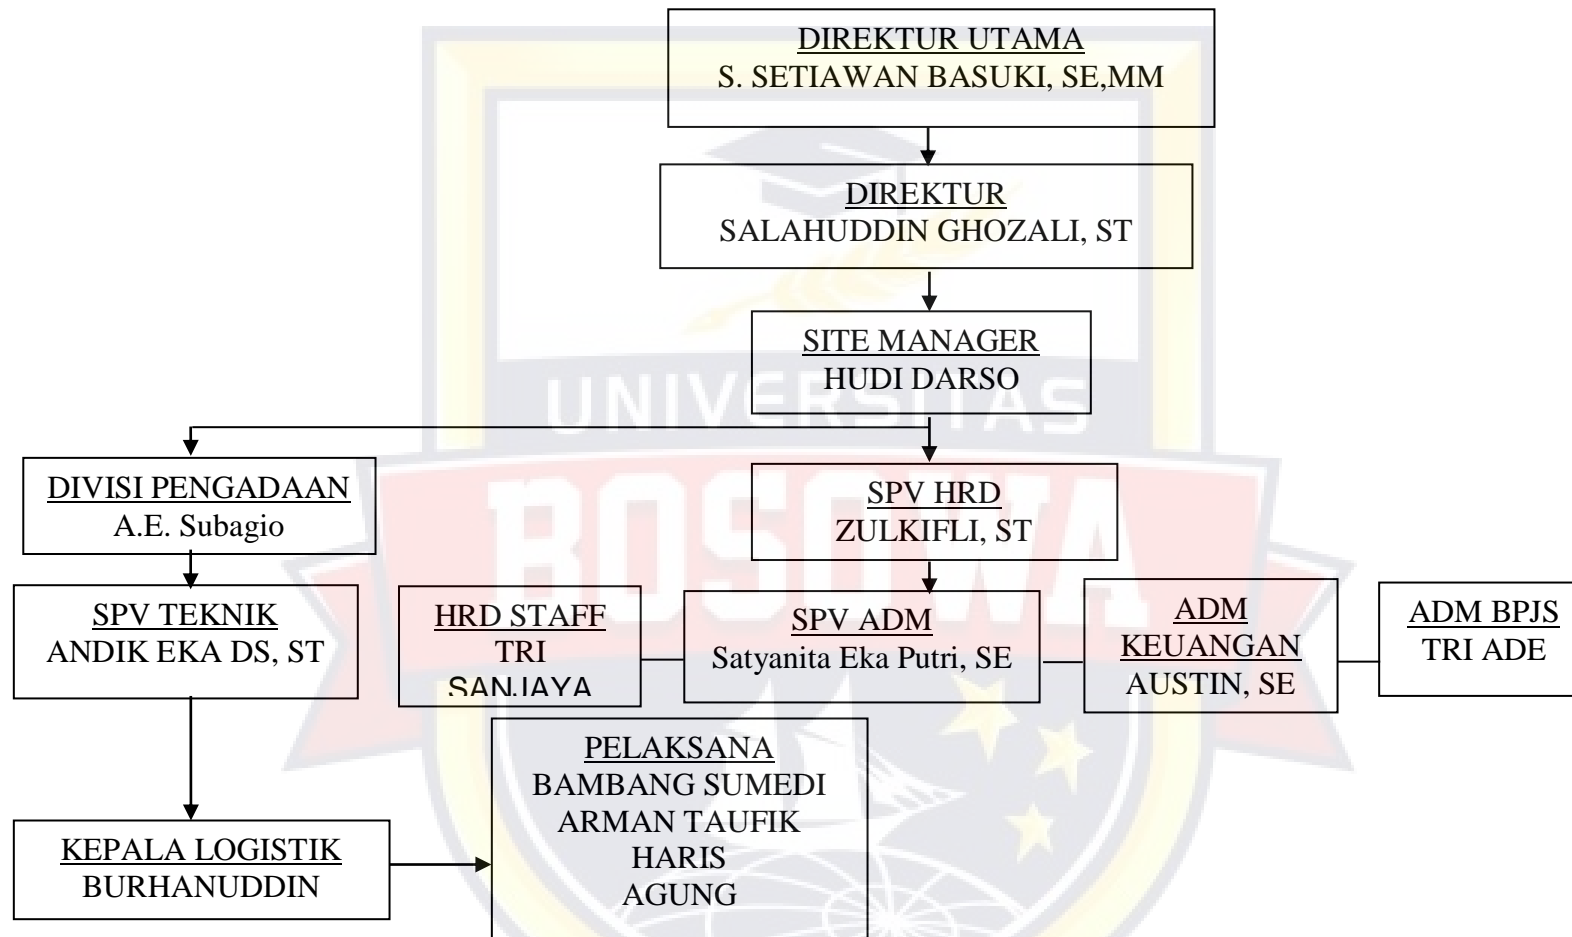 DIREKTUR UTAMA
S. SETIAWAN BASUKI, SE,MM
DIREKTUR
SALAHUDDIN GHOZALI, ST
SITE MANAGER
HUDI DARSO
UNIVERSITAS
BOSOWA
DIVISI PENGADAAN
A.E. Subagio
SPV HRD
ZULKIFLI, ST
SPV TEKNIK
ANDIK EKA DS, ST
HRD STAFF
TRI
SANJAYA
SPV ADM
Satyanita Eka Putri, SE
ADM
KEUANGAN
AUSTIN, SE
ADM BPJS
TRI ADE
KEPALA LOGISTIK
BURHANUDDIN
PELAKSANA
BAMBANG SUMEDI
ARMAN TAUFIK
HARIS
AGUNG